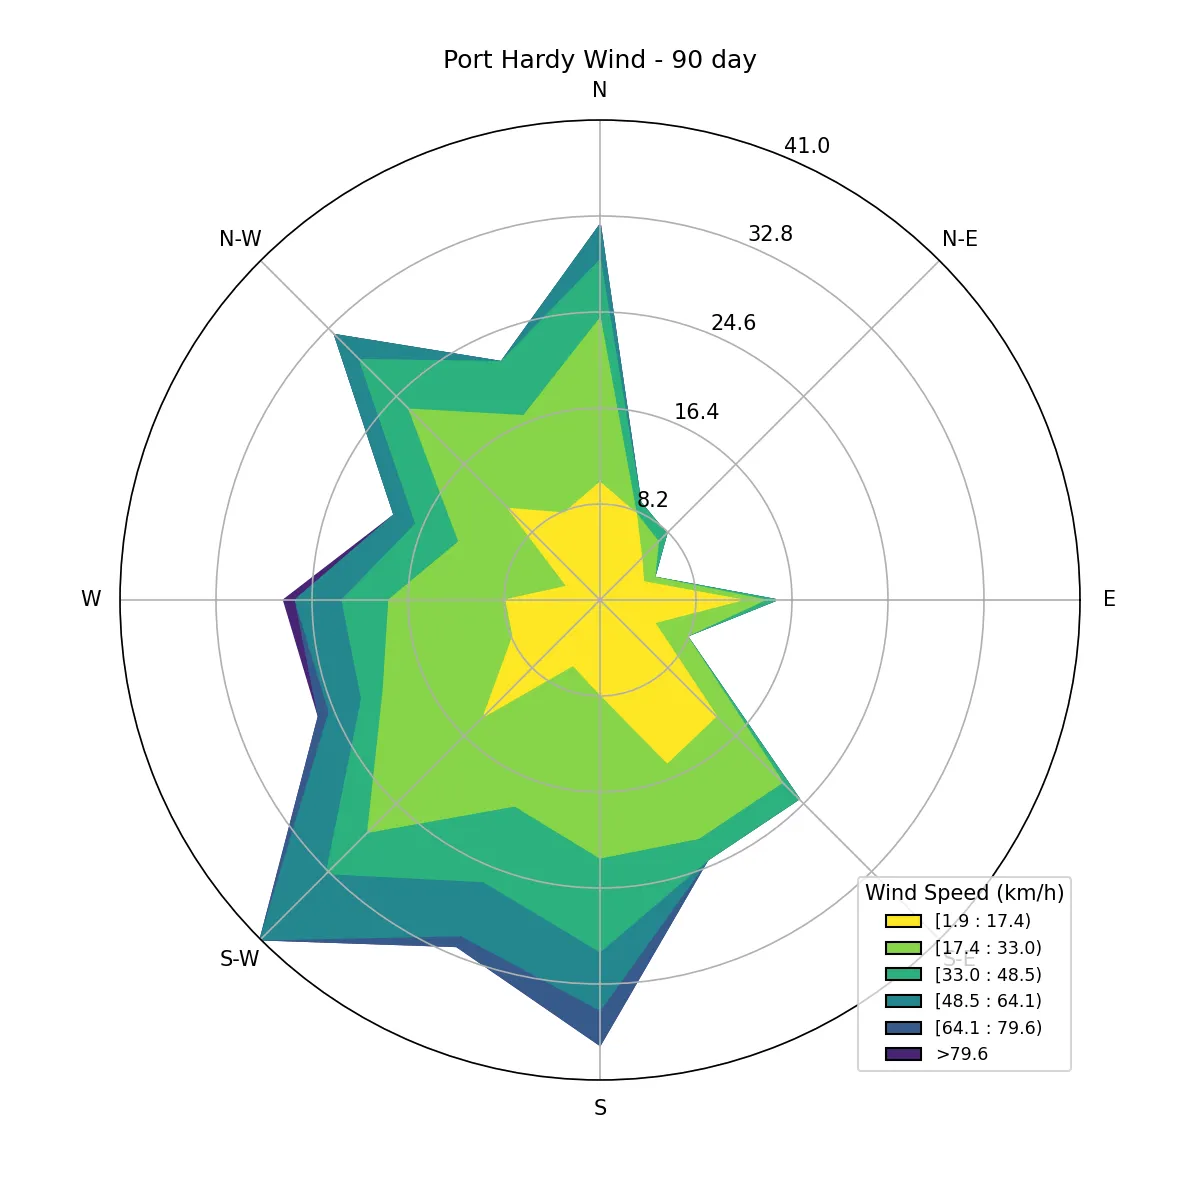 Port Hardy Wind - 90 day
N
41.0
N-W
32.8
N-E
24.6
16.4
8.2
W
E
S-W
S-E
S
Wind Speed (km/h)
[1.9 : 17.4)
[17.4 : 33.0)
[33.0 : 48.5)
[48.5 : 64.1)
[64.1 : 79.6)
>79.6